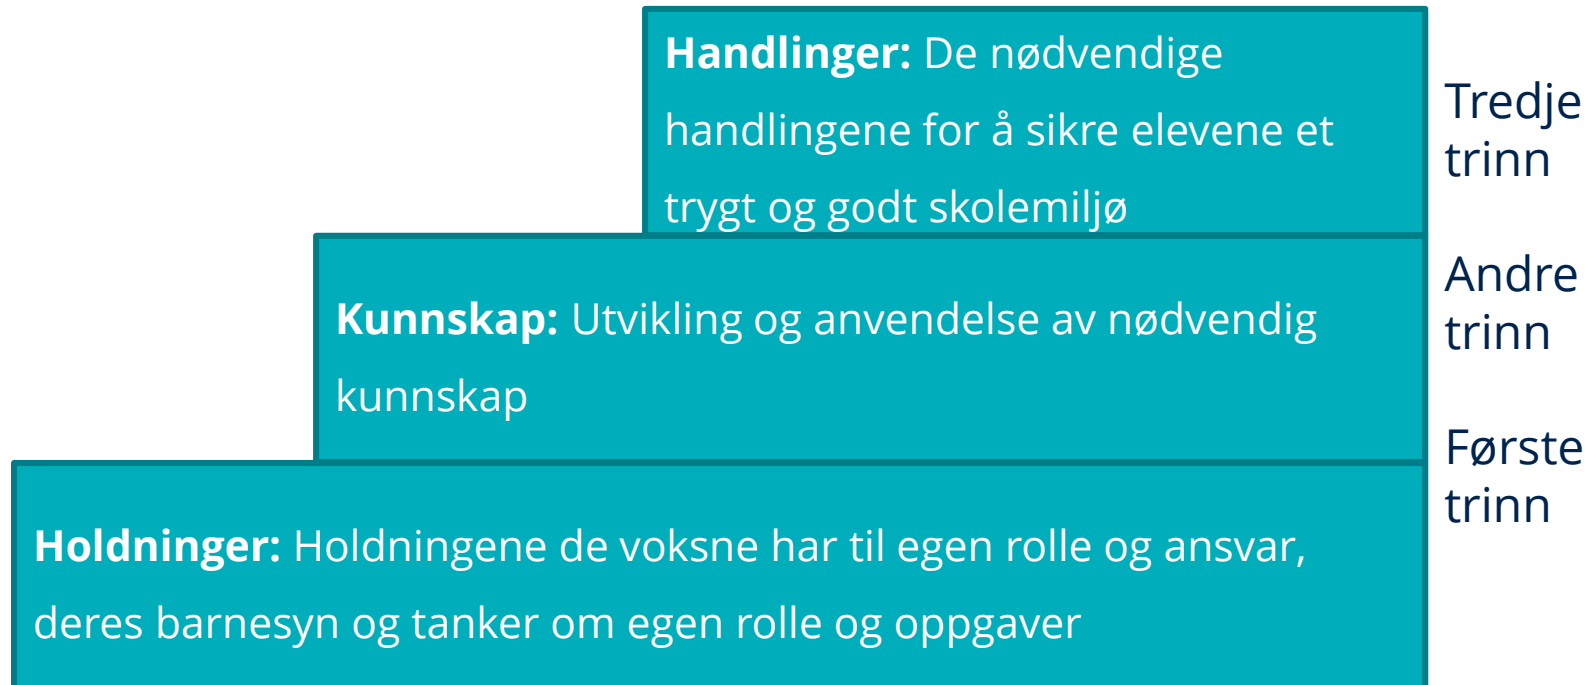 Handlinger: De nødvendige
handlingene for å sikre elevene et
trygt og godt skolemiljø
Tredje
trinn
Kunnskap: Utvikling og anvendelse av nødvendig
kunnskap
Andre
trinn
Holdninger: Holdningene de voksne har til egen rolle og ansvar,
deres barnesyn og tanker om egen rolle og oppgaver
Første
trinn